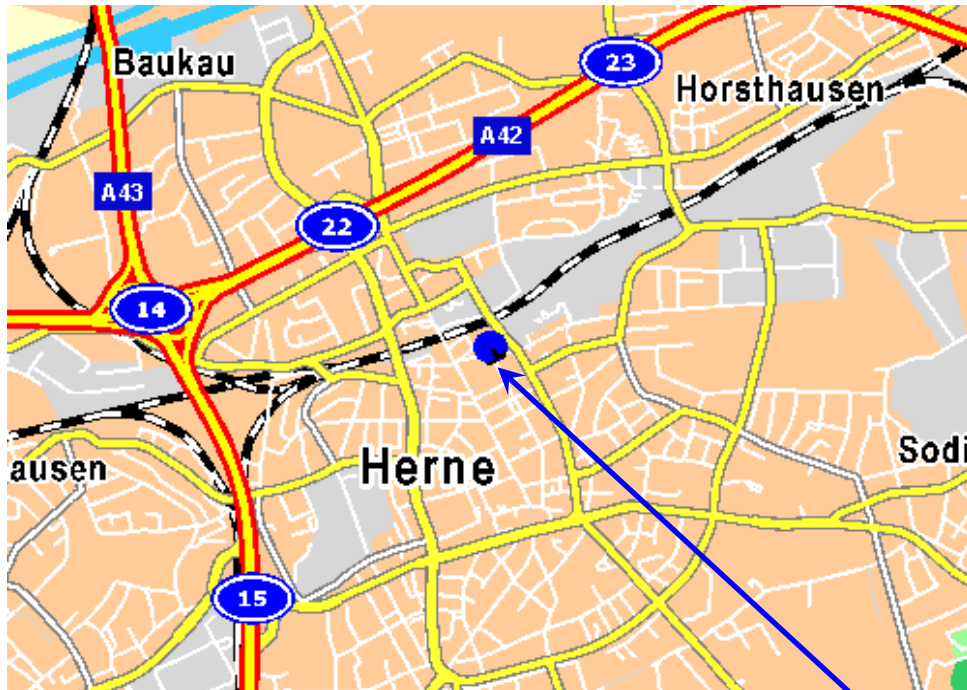 Baukau
23
Horsthausen
A42
A43
22
14
ausen
Herne
Sodi
15